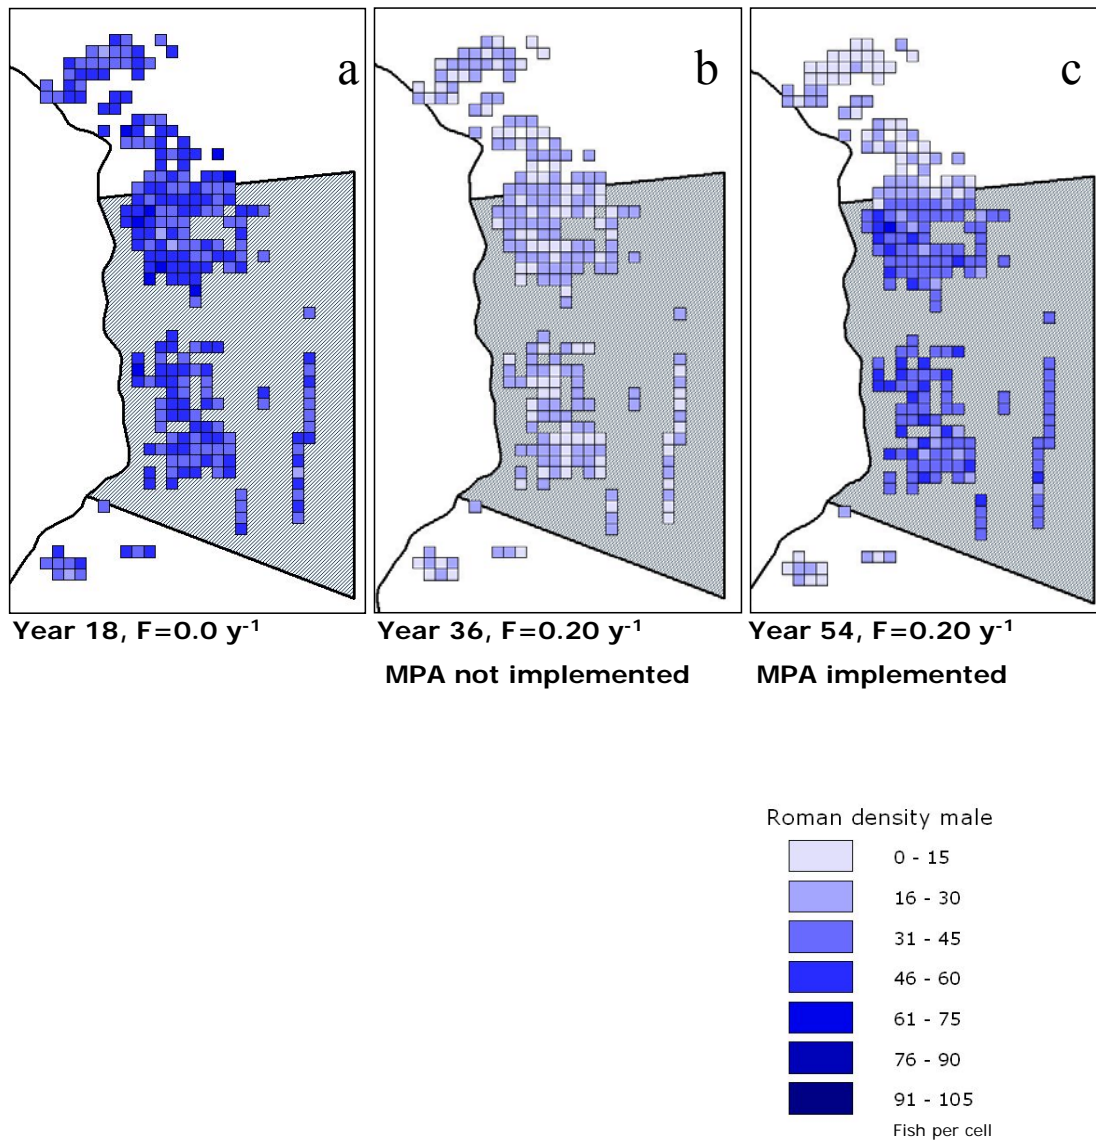 a
b
c
Year 18, F=0.0 y⁻¹
Year 36, F=0.20 y⁻¹
MPA not implemented
Year 54, F=0.20 y⁻¹
MPA implemented
Roman density male
0 - 15
16 - 30
31 - 45
46 - 60
61 - 75
76 - 90
91 - 105
Fish per cell